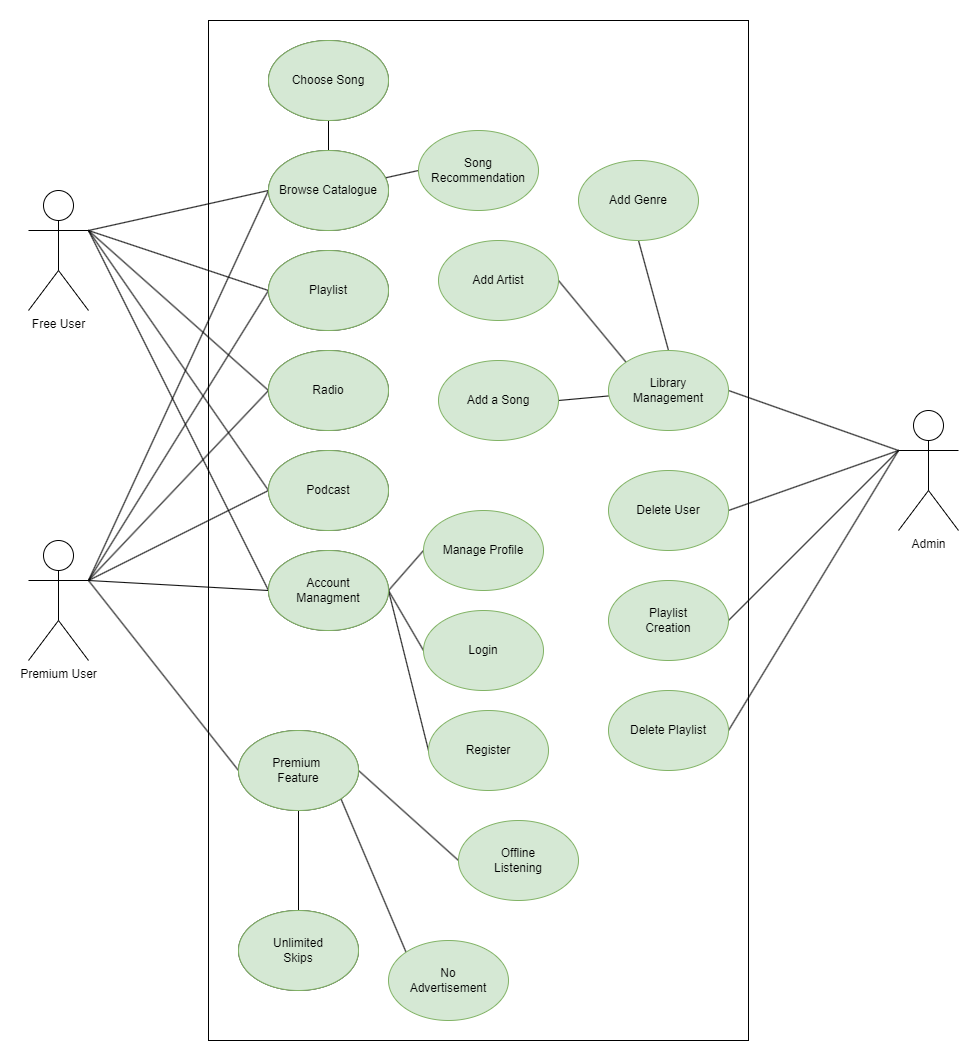 Choose Song
Browse Catalogue
Song
Recommendation
Add Genre
Free User
Playlist
Add Artist
Radio
Add a Song
Library
Management
Podcast
Delete User
Admin
Manage Profile
Account
Managment
Playlist
Creation
Login
Premium User
Register
Delete Playlist
Premium
Feature
Offline
Listening
Unlimited
Skips
No
Advertisement